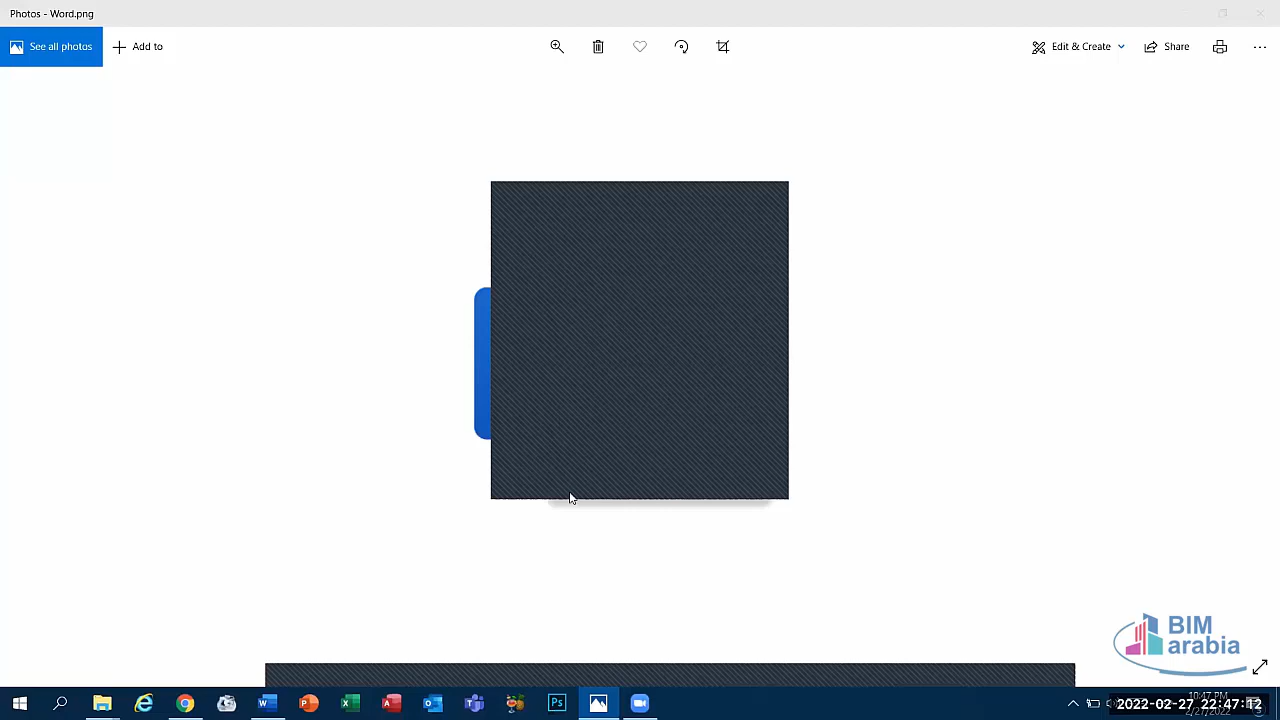 Photos - Word.png
See all photos
Add to
Edit & Create
Share
BIM
arabia
Ps
2022-02-27 22:47:12